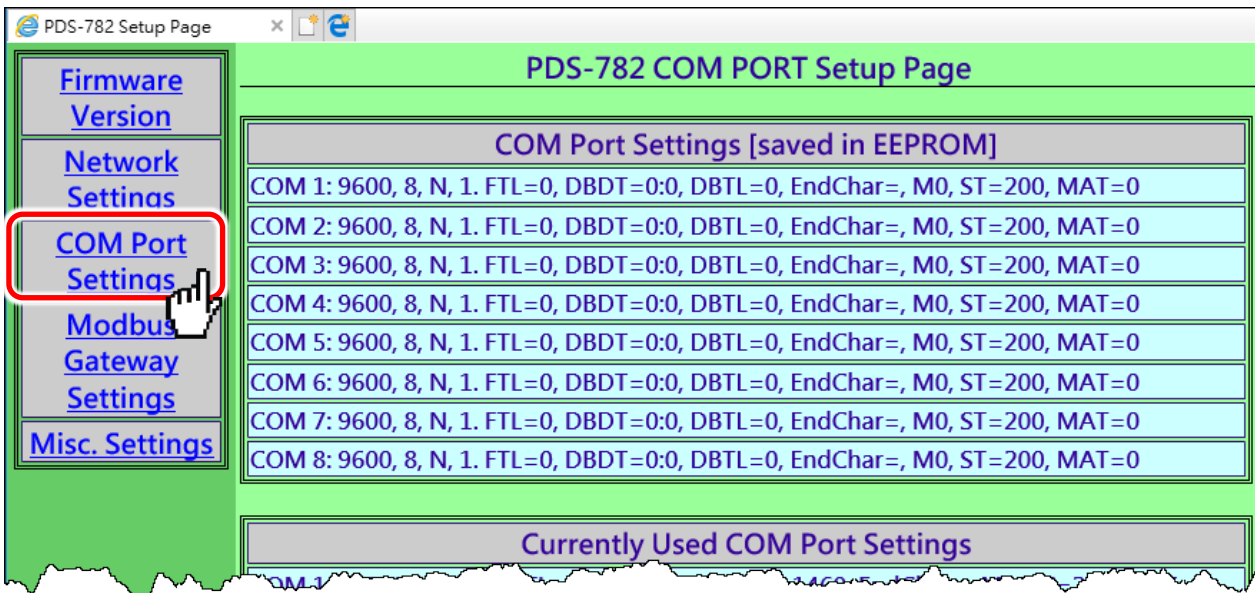 PDS-782 Setup Page
Firmware
Version
Network
Settings
COM Port
Settings
Modbus
Gateway
Settings
Misc. Settings
PDS-782 COM PORT Setup Page
COM Port Settings [saved in EEPROM]
COM 1: 9600, 8, N, 1. FTL=0, DBDT=0:0, DBTL=0, EndChar=, M0, ST=200, MAT=0
COM 2: 9600, 8, N, 1. FTL=0, DBDT=0:0, DBTL=0, EndChar=, M0, ST=200, MAT=0
COM 3: 9600, 8, N, 1. FTL=0, DBDT=0:0, DBTL=0, EndChar=, M0, ST=200, MAT=0
COM 4: 9600, 8, N, 1. FTL=0, DBDT=0:0, DBTL=0, EndChar=, M0, ST=200, MAT=0
COM 5: 9600, 8, N, 1. FTL=0, DBDT=0:0, DBTL=0, EndChar=, M0, ST=200, MAT=0
COM 6: 9600, 8, N, 1. FTL=0, DBDT=0:0, DBTL=0, EndChar=, M0, ST=200, MAT=0
COM 7: 9600, 8, N, 1. FTL=0, DBDT=0:0, DBTL=0, EndChar=, M0, ST=200, MAT=0
COM 8: 9600, 8, N, 1. FTL=0, DBDT=0:0, DBTL=0, EndChar=, M0, ST=200, MAT=0
Currently Used COM Port Settings